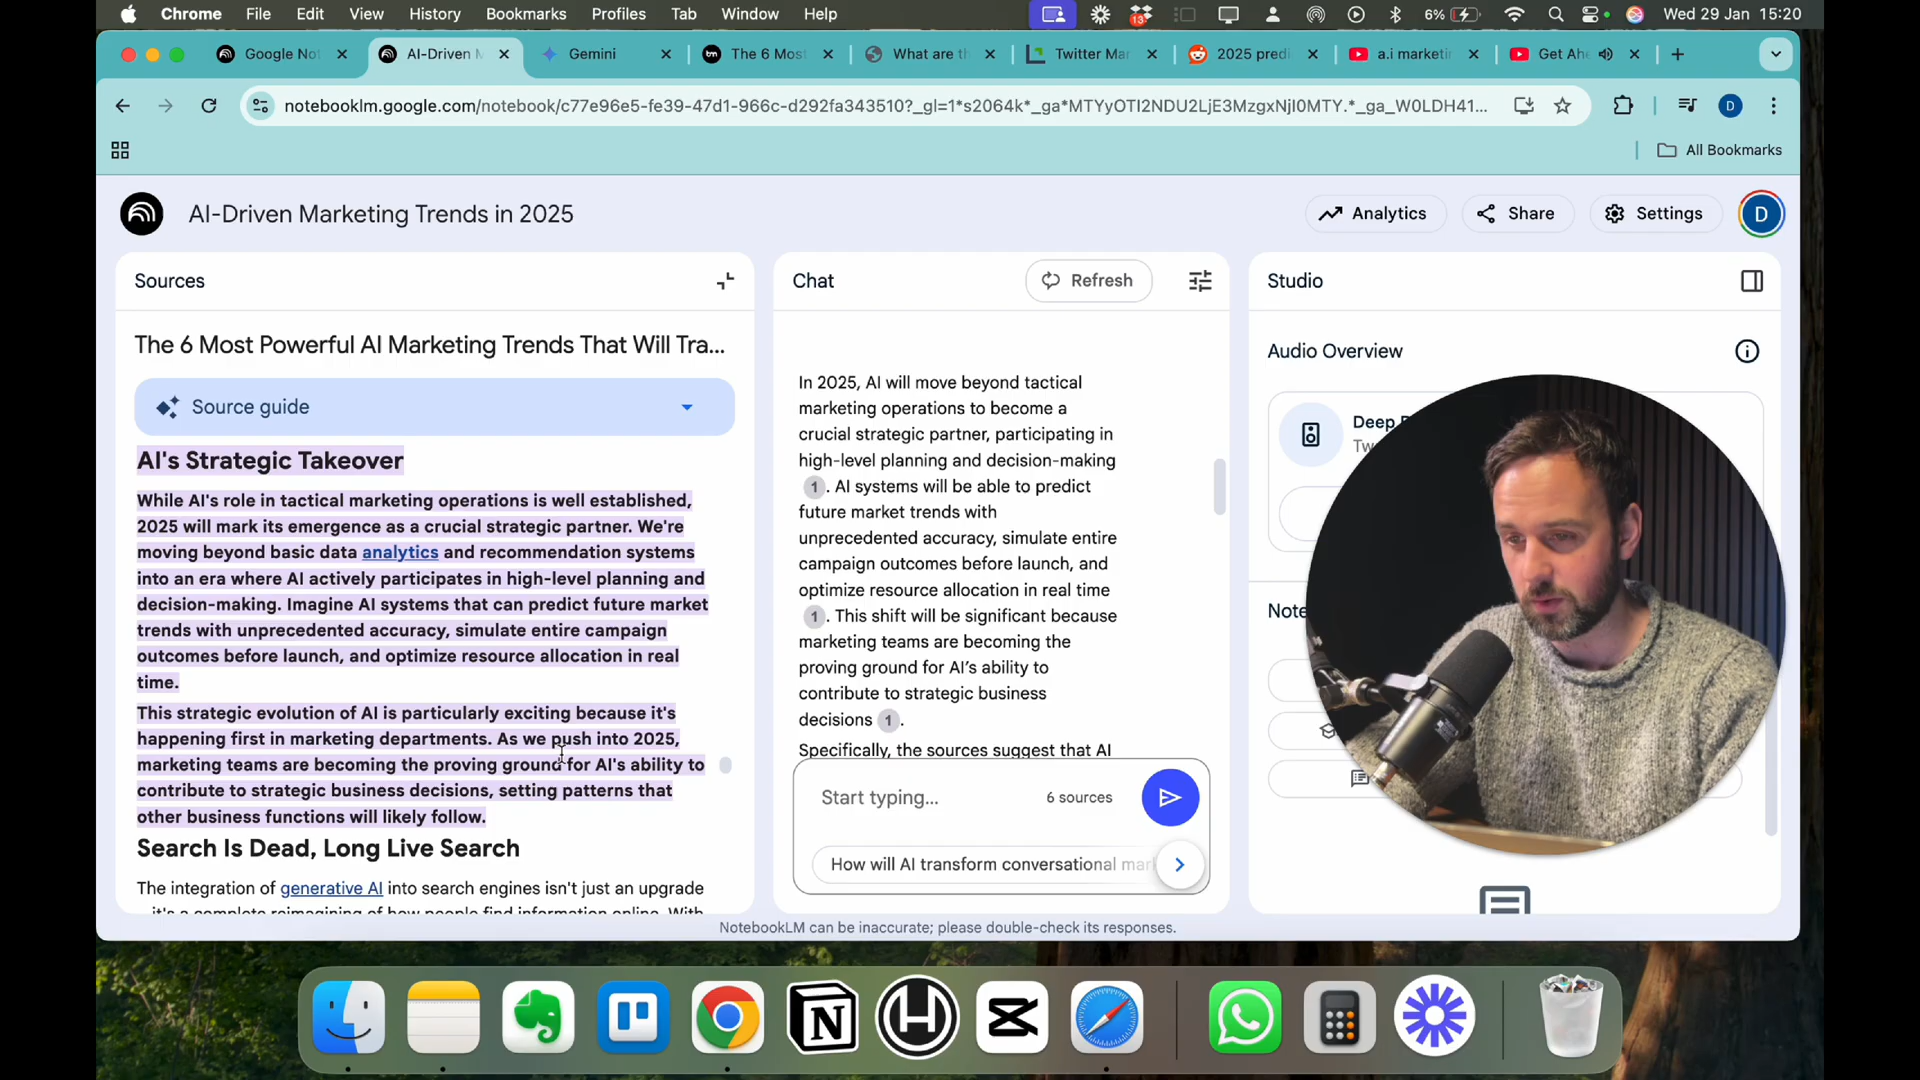 Chrome File Edit View History Bookmarks Profiles Tab Window Help 13 6% Wed 29 Jan 15:20
Google Not AI-Driven M Gemini The 6 Most What are th Twitter Mar 2025 predi a.i marketin Get Ahe
notebooklm.google.com/notebook/c77e96e5-fe39-47d1-966c-d292fa343510?_gl=1*s2064k*_ga*MTYyOTI2NDU2LjE3MzgxNjI0MTY.*_ga_W0LDH41... D
All Bookmarks
AI-Driven Marketing Trends in 2025
Analytics Share Settings D
Sources
The 6 Most Powerful AI Marketing Trends That Will Tra...
Source guide
AI's Strategic Takeover
While AI's role in tactical marketing operations is well established,
2025 will mark its emergence as a crucial strategic partner. We're
moving beyond basic data analytics and recommendation systems
into an era where AI actively participates in high-level planning and
decision-making. Imagine AI systems that can predict future market
trends with unprecedented accuracy, simulate entire campaign
outcomes before launch, and optimize resource allocation in real
time.
This strategic evolution of AI is particularly exciting because it's
happening first in marketing departments. As we push into 2025,
marketing teams are becoming the proving ground for AI's ability to
contribute to strategic business decisions, setting patterns that
other business functions will likely follow.
Search Is Dead, Long Live Search
The integration of generative AI into search engines isn't just an upgrade
it's a complete reimagining of how people find information online. With
Chat
Refresh
In 2025, AI will move beyond tactical
marketing operations to become a
crucial strategic partner, participating in
high-level planning and decision-making
1. AI systems will be able to predict
future market trends with
unprecedented accuracy, simulate entire
campaign outcomes before launch, and
optimize resource allocation in real time
1. This shift will be significant because
marketing teams are becoming the
proving ground for AI's ability to
contribute to strategic business
decisions 1.
Specifically, the sources suggest that AI
Start typing... 6 sources
How will AI transform conversational mar
Studio
Audio Overview
Deep
Tw
Note
NotebookLM can be inaccurate; please double-check its responses.